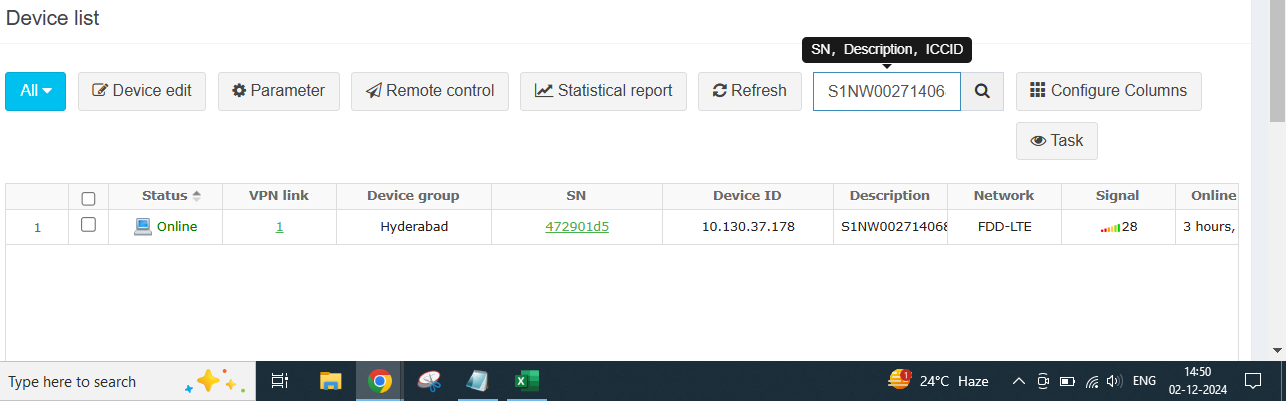 Device list
SN, Description, ICCID
All Device edit Parameter Remote control Statistical report Refresh S1NW00271406 Configure Columns
Task
Status VPN link Device group SN Device ID Description Network Signal Online
1 Online 1 Hyderabad 472901d5 10.130.37.178 S1NW002714068 FDD-LTE 28 3 hours,
Type here to search 1 24°C Haze ENG 14:50
02-12-2024